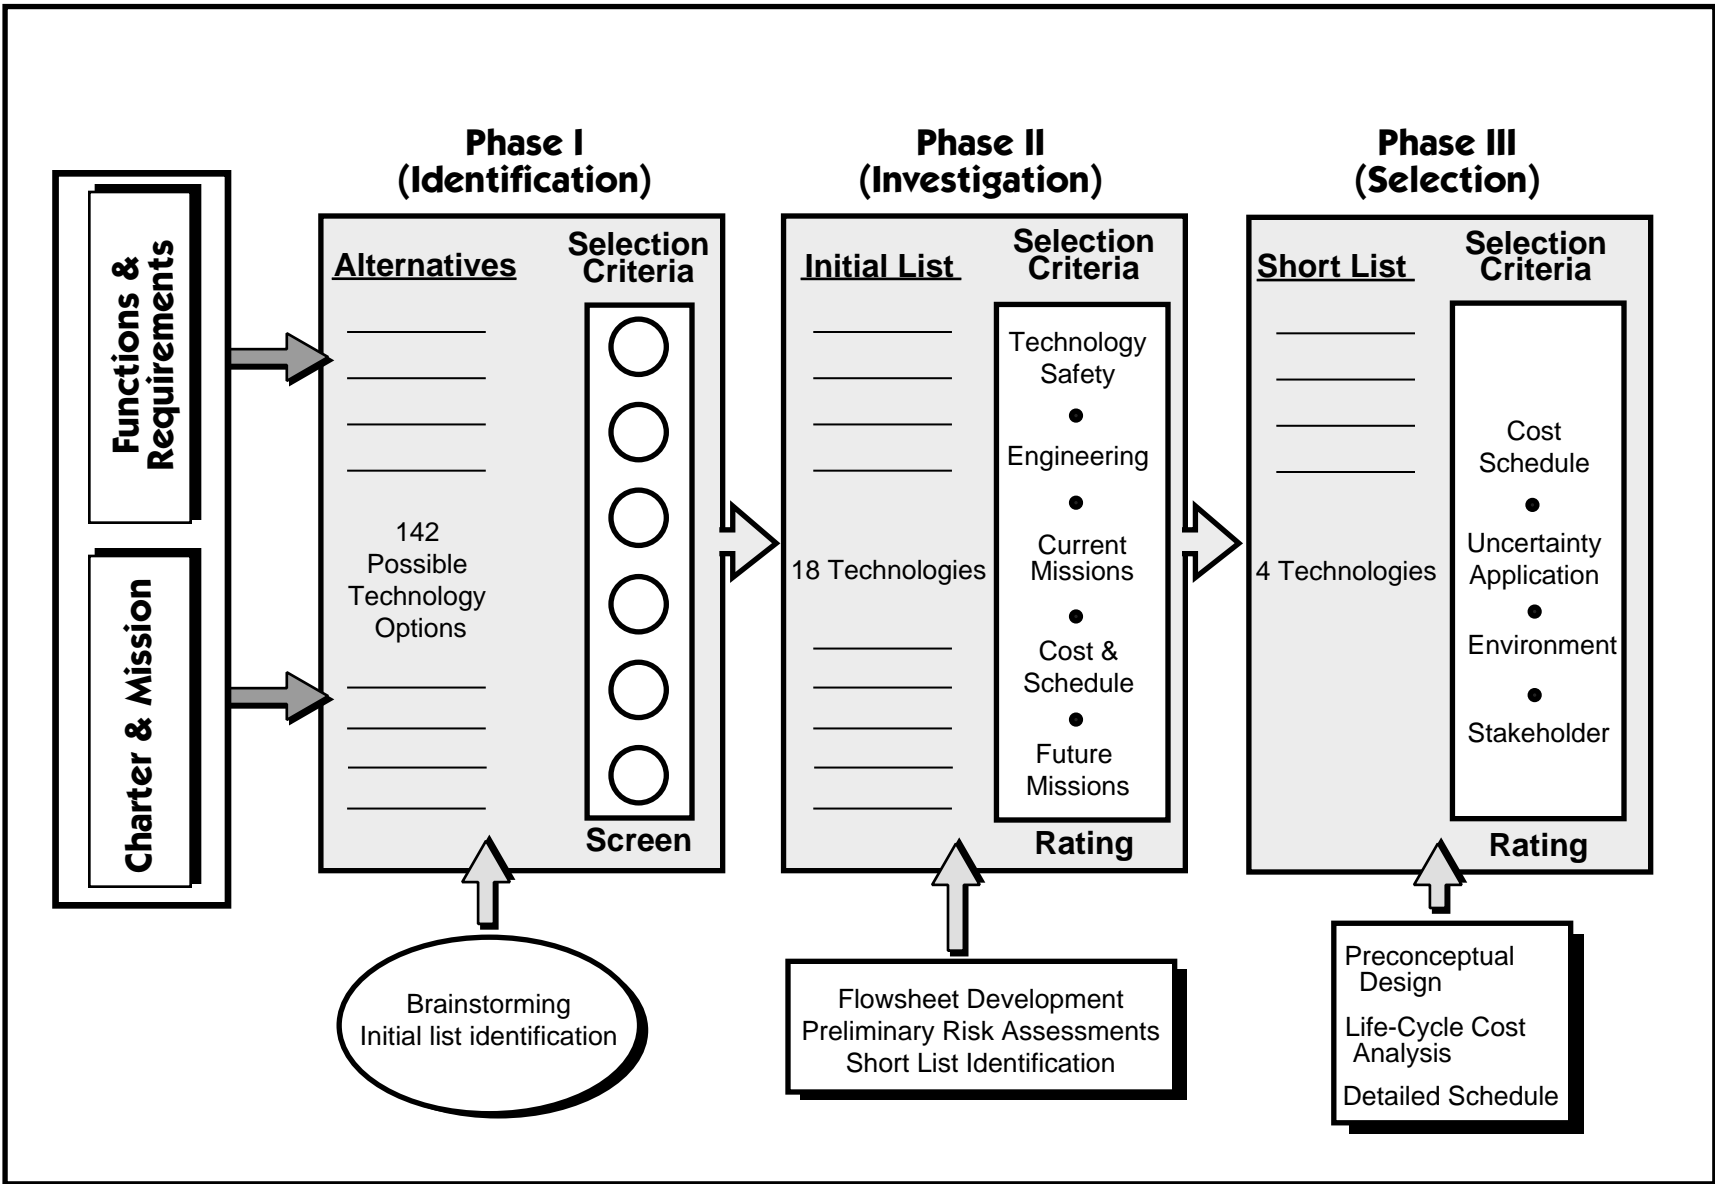 Functions &
Requirements
Charter & Mission
Phase I
(Identification)
Alternatives
Selection
Criteria
142
Possible
Technology
Options
Screen
Brainstorming
Initial list identification
Phase II
(Investigation)
Initial List
Selection
Criteria
18 Technologies
Technology
Safety
Engineering
Current
Missions
Cost &
Schedule
Future
Missions
Rating
Flowsheet Development
Preliminary Risk Assessments
Short List Identification
Phase III
(Selection)
Short List
Selection
Criteria
4 Technologies
Cost
Schedule
Uncertainty
Application
Environment
Stakeholder
Rating
Preconceptual
Design
Life-Cycle Cost
Analysis
Detailed Schedule